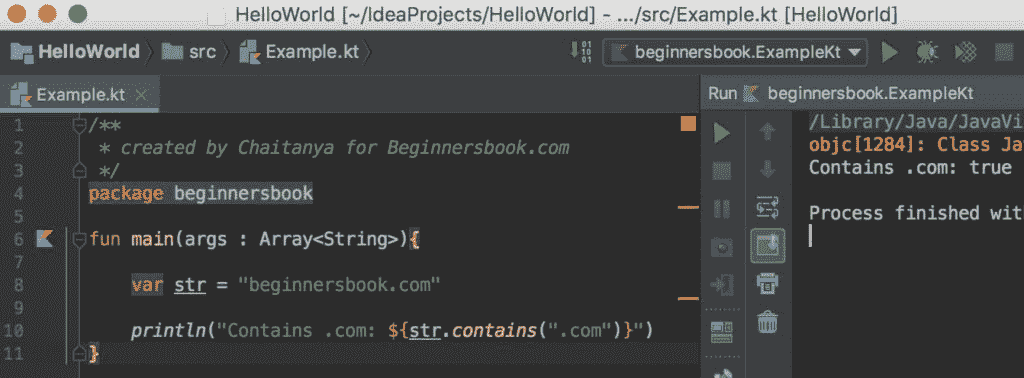 HelloWorld [~/IdeaProjects/HelloWorld] - .../src/Example.kt [HelloWorld]
HelloWorld src Example.kt beginnersbook.ExampleKt
Example.kt
1 /**
2 * created by Chaitanya for Beginnersbook.com
3 */
4 package beginnersbook
5
6 fun main(args : Array<String>){
7
8 var str = "beginnersbook.com"
9
10 println("Contains .com: ${str.contains(".com")}")
11 }
Run beginnersbook.ExampleKt
/Library/Java/JavaVi
objc[1284]: Class Ja
Contains .com: true
Process finished wit